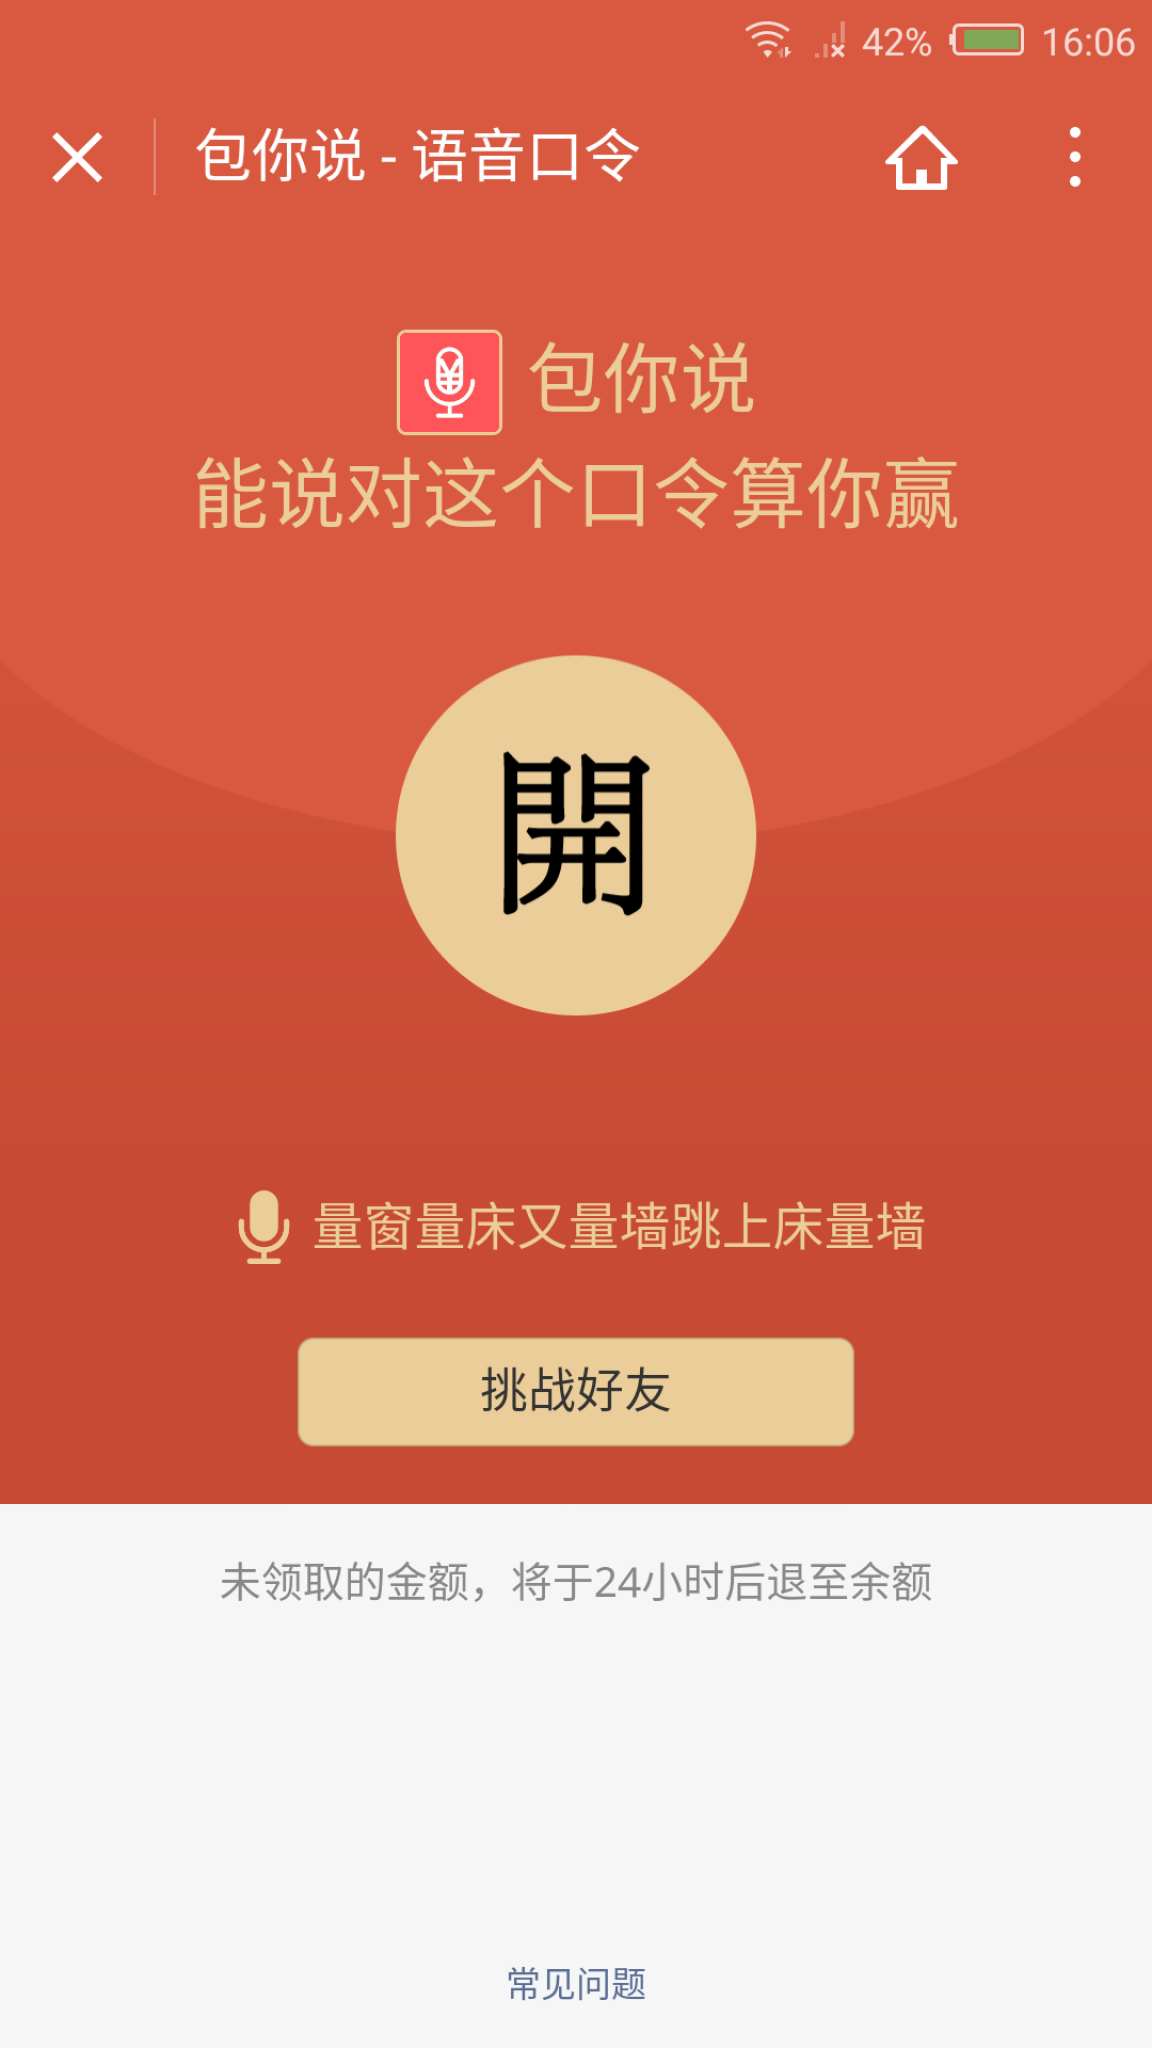 42% 16:06
包你说 - 语音口令
包你说
能说对这个口令算你赢
開
量窗量床又量墙跳上床量墙
挑战好友
未领取的金额，将于24小时后退至余额
常见问题